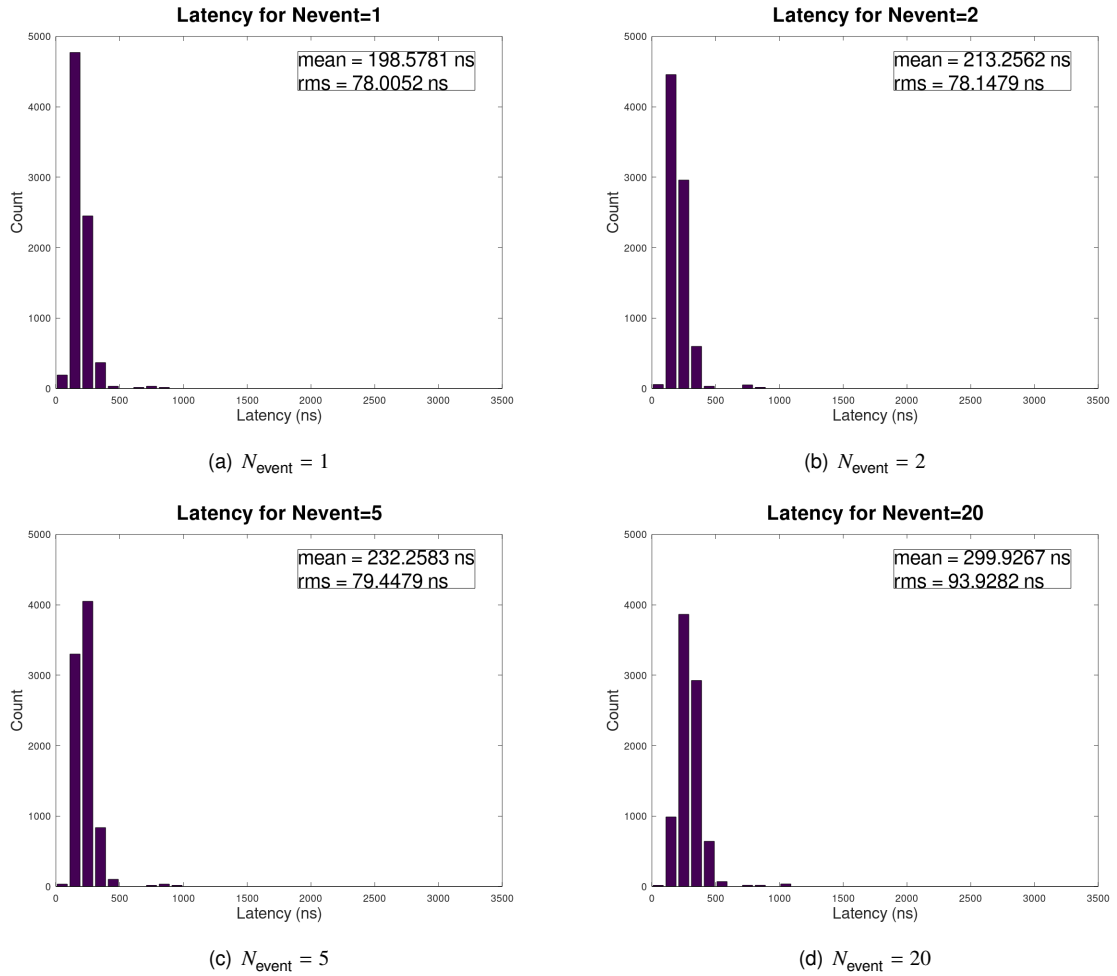 Latency for Nevent=1
5000
mean = 198.5781 ns
rms = 78.0052 ns
4000
3000
Count
2000
1000
0
0 500 1000 1500 2000 2500 3000 3500
Latency (ns)
(a) N_event = 1
Latency for Nevent=2
5000
mean = 213.2562 ns
rms = 78.1479 ns
4000
3000
Count
2000
1000
0
0 500 1000 1500 2000 2500 3000 3500
Latency (ns)
(b) N_event = 2
Latency for Nevent=5
5000
mean = 232.2583 ns
rms = 79.4479 ns
4000
3000
Count
2000
1000
0
0 500 1000 1500 2000 2500 3000 3500
Latency (ns)
(c) N_event = 5
Latency for Nevent=20
5000
mean = 299.9267 ns
rms = 93.9282 ns
4000
3000
Count
2000
1000
0
0 500 1000 1500 2000 2500 3000 3500
Latency (ns)
(d) N_event = 20